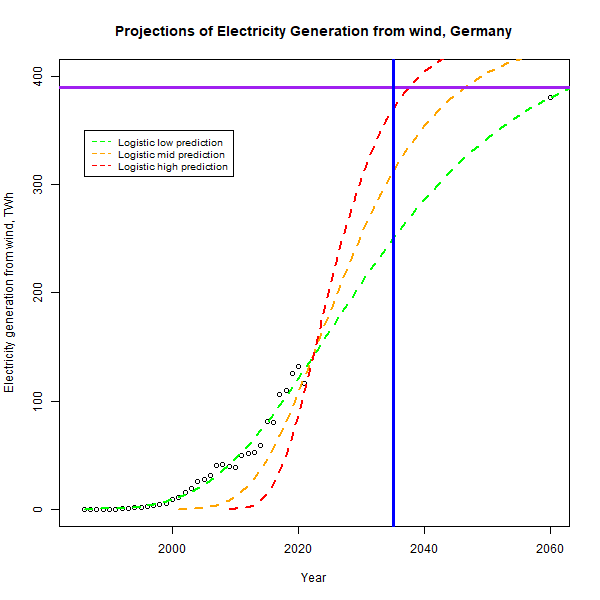 Projections of Electricity Generation from wind, Germany
Electricity generation from wind, TWh
400
300
200
100
0
Logistic low prediction
Logistic mid prediction
Logistic high prediction
2000 2020 2040 2060
Year